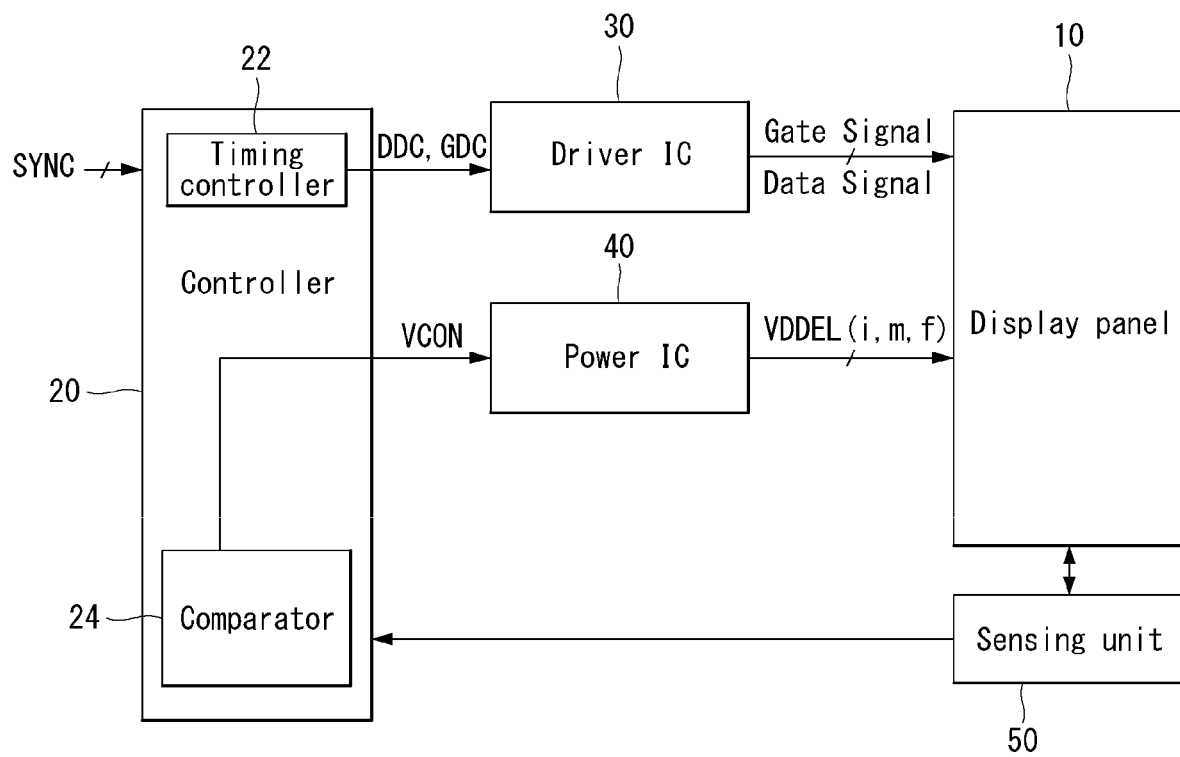 30
10
22
Timing
controller
DDC, GDC
Driver IC
Gate Signal
Data Signal
SYNC
Controller
40
VCON
Power IC
VDDEL (i, m, f)
Display panel
20
24
Comparator
Sensing unit
50